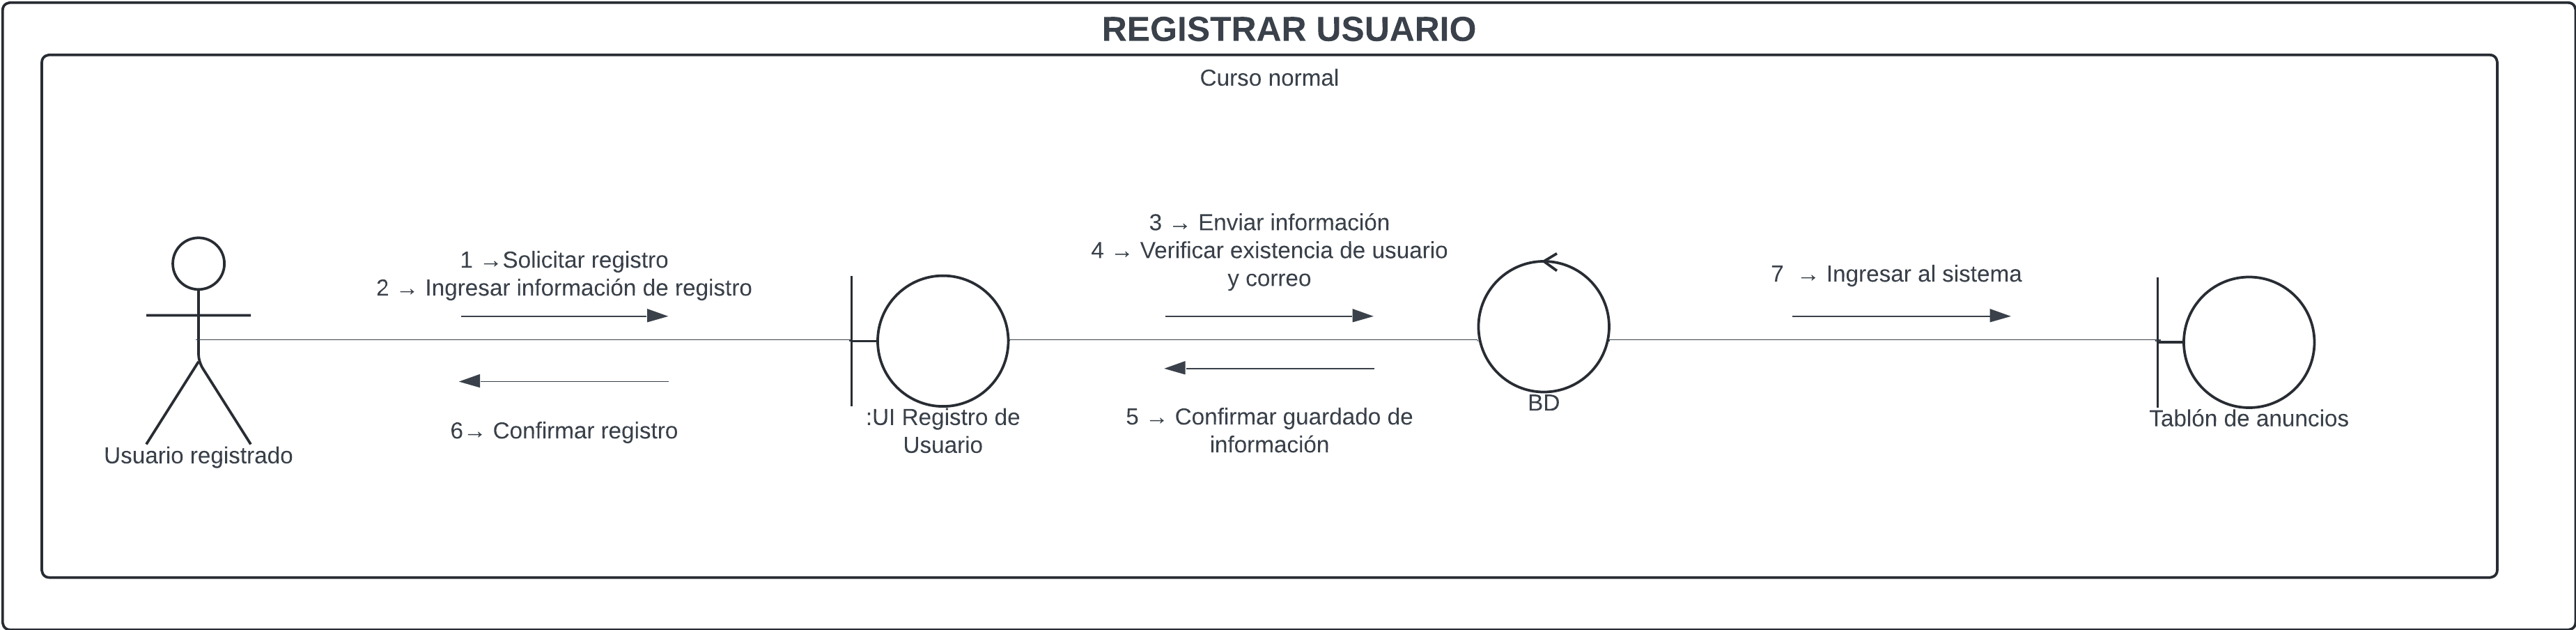 REGISTRAR USUARIO
Curso normal
1 →Solicitar registro
2 → Ingresar información de registro
3 → Enviar información
4 → Verificar existencia de usuario
y correo
7 → Ingresar al sistema
6→ Confirmar registro
5 → Confirmar guardado de
información
Usuario registrado
:UI Registro de
Usuario
BD
Tablón de anuncios